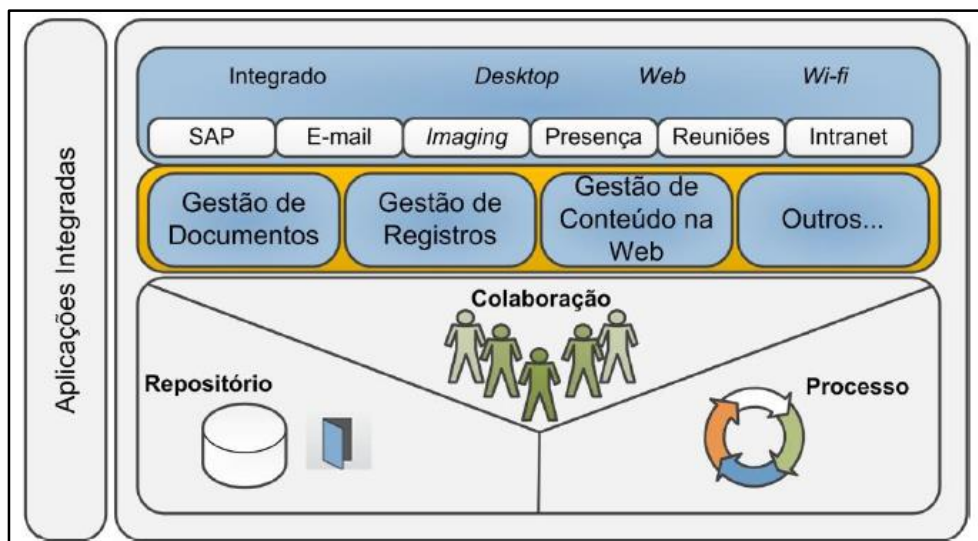 Aplicações Integradas
Integrado Desktop Web Wi-fi
SAP E-mail Imaging Presença Reuniões Intranet
Gestão de
Documentos
Gestão de
Registros
Gestão de
Conteúdo na
Web
Outros...
Colaboração
Repositório
Processo